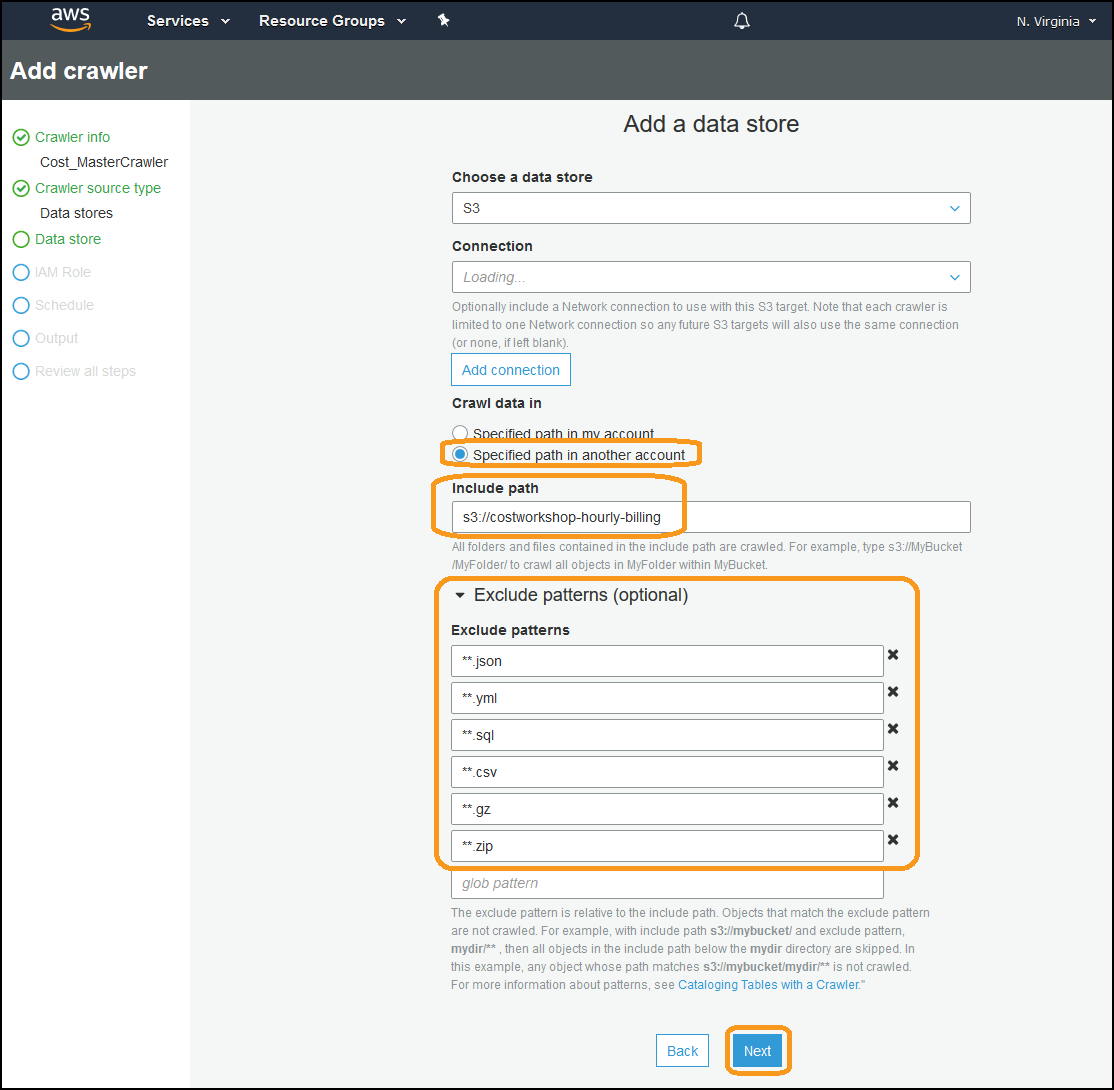 aws Services Resource Groups N. Virginia
Add crawler
Crawler info
Cost_MasterCrawler
Crawler source type
Data stores
Data store
IAM Role
Schedule
Output
Review all steps
Add a data store
Choose a data store
S3
Connection
Loading...
Optionally include a Network connection to use with this S3 target. Note that each crawler is
limited to one Network connection so any future S3 targets will also use the same connection
(or none, if left blank).
Add connection
Crawl data in
Specified path in my account
Specified path in another account
Include path
s3://costworkshop-hourly-billing
All folders and files contained in the include path are crawled. For example, type s3://MyBucket
/MyFolder/ to crawl all objects in MyFolder within MyBucket.
Exclude patterns (optional)
Exclude patterns
**.json
**.yml
**.sql
**.csv
**.gz
**.zip
glob pattern
The exclude pattern is relative to the include path. Objects that match the exclude pattern
are not crawled. For example, with include path s3://mybucket/ and exclude pattern,
mydir/** , then all objects in the include path below the mydir directory are skipped. In
this example, any object whose path matches s3://mybucket/mydir/** is not crawled.
For more information about patterns, see Cataloging Tables with a Crawler."
Back Next